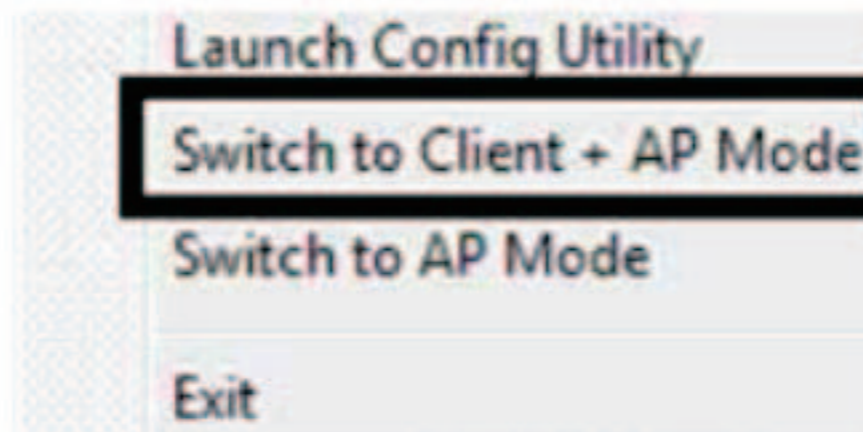 Launch Config Utility
Switch to Client + AP Mode
Switch to AP Mode
Exit